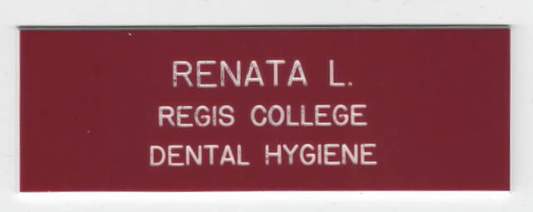 RENATA L.
REGIS COLLEGE
DENTAL HYGIENE